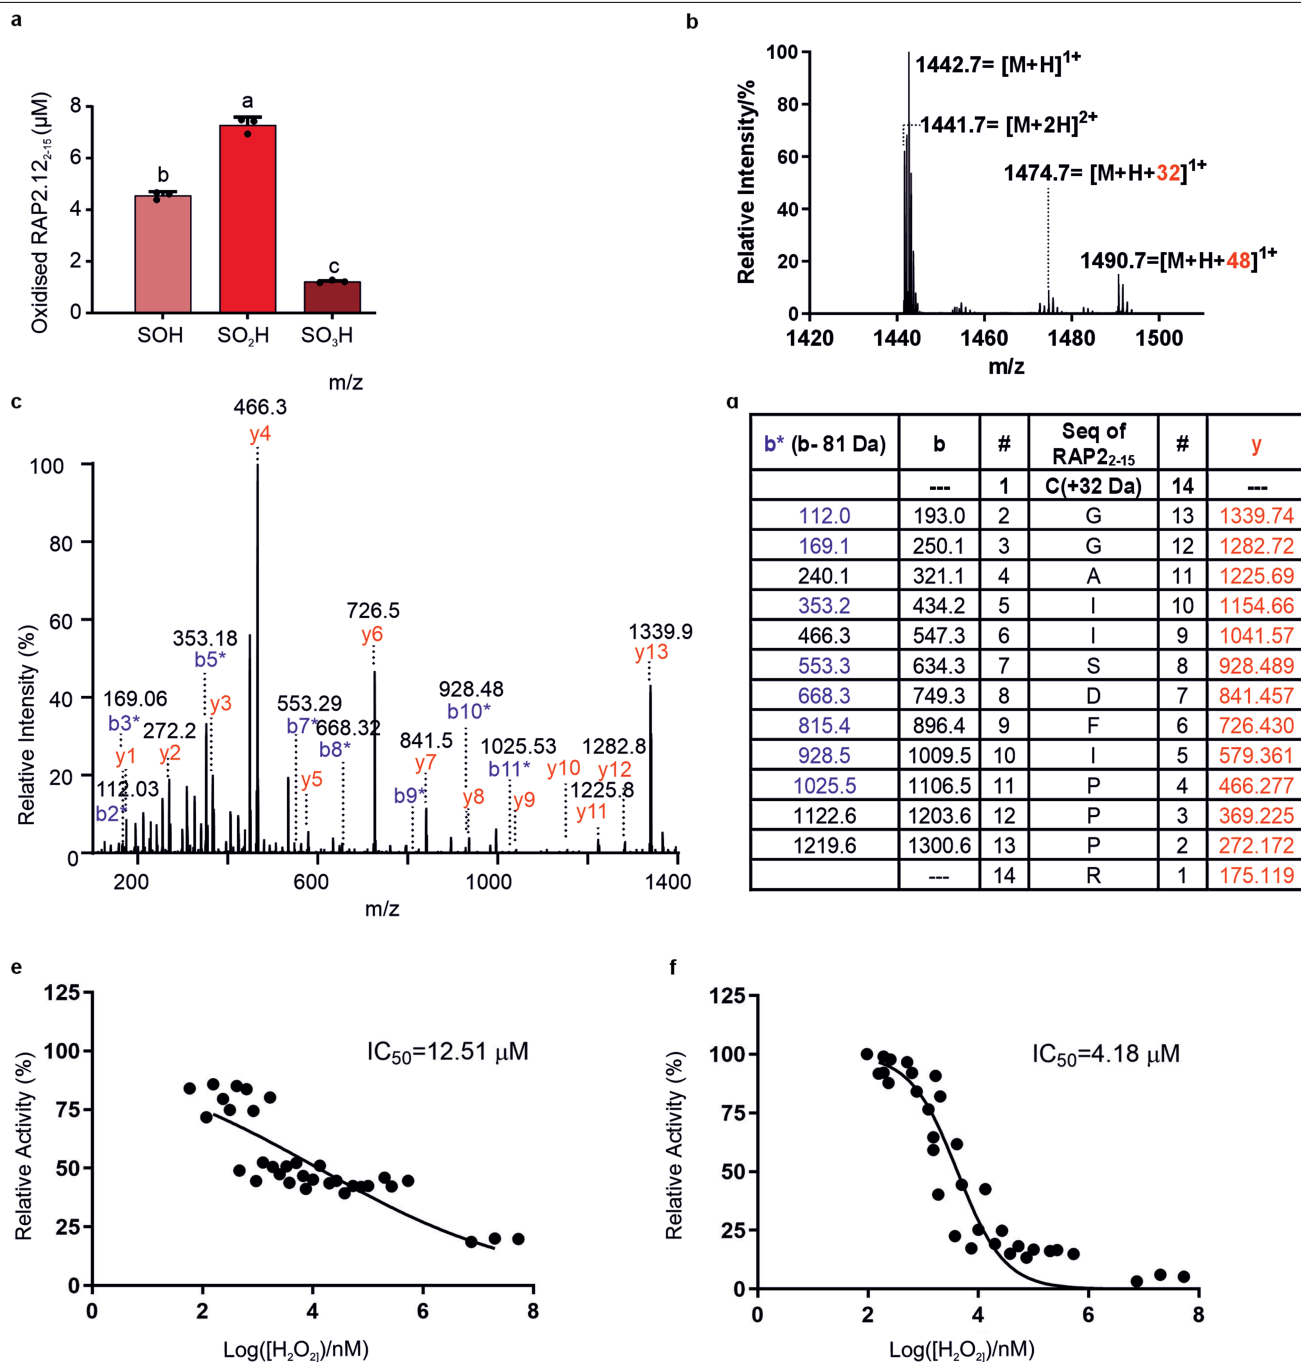 a
Oxidised RAP2.12₂₋₁₅ (µM)
8
6
4
2
0
b
a
c
SOH
SO₂H
SO₃H
m/z
b
Relative Intensity/%
100
80
60
40
20
0
1442.7= [M+H]¹⁺
1441.7= [M+2H]²⁺
1474.7= [M+H+32]¹⁺
1490.7=[M+H+48]¹⁺
1420 1440 1460 1480 1500
m/z
c
Relative Intensity (%)
100
80
60
40
20
0
466.3
y4
726.5
y6
1339.9
y13
353.18
b5*
y3
169.06
b3*
y1
272.2
y2
112.03
b2*
553.29
b7*
668.32
b8*
y5
928.48
b10*
841.5
y7
b9*
1025.53
b11*
y8
y9
1282.8
y10 y12
1225.8
y11
200 600 1000 1400
m/z
d
b* (b- 81 Da) b # Seq of RAP2₂₋₁₅ # y
--- 1 C(+32 Da) 14 ---
112.0 193.0 2 G 13 1339.74
169.1 250.1 3 G 12 1282.72
240.1 321.1 4 A 11 1225.69
353.2 434.2 5 I 10 1154.66
466.3 547.3 6 I 9 1041.57
553.3 634.3 7 S 8 928.489
668.3 749.3 8 D 7 841.457
815.4 896.4 9 F 6 726.430
928.5 1009.5 10 I 5 579.361
1025.5 1106.5 11 P 4 466.277
1122.6 1203.6 12 P 3 369.225
1219.6 1300.6 13 P 2 272.172
--- 14 R 1 175.119
e
Relative Activity (%)
125
100
75
50
25
0
IC₅₀=12.51 µM
0 2 4 6 8
Log([H₂O₂]/nM)
f
Relative Activity (%)
125
100
75
50
25
0
IC₅₀=4.18 µM
0 2 4 6 8
Log([H₂O₂]/nM)